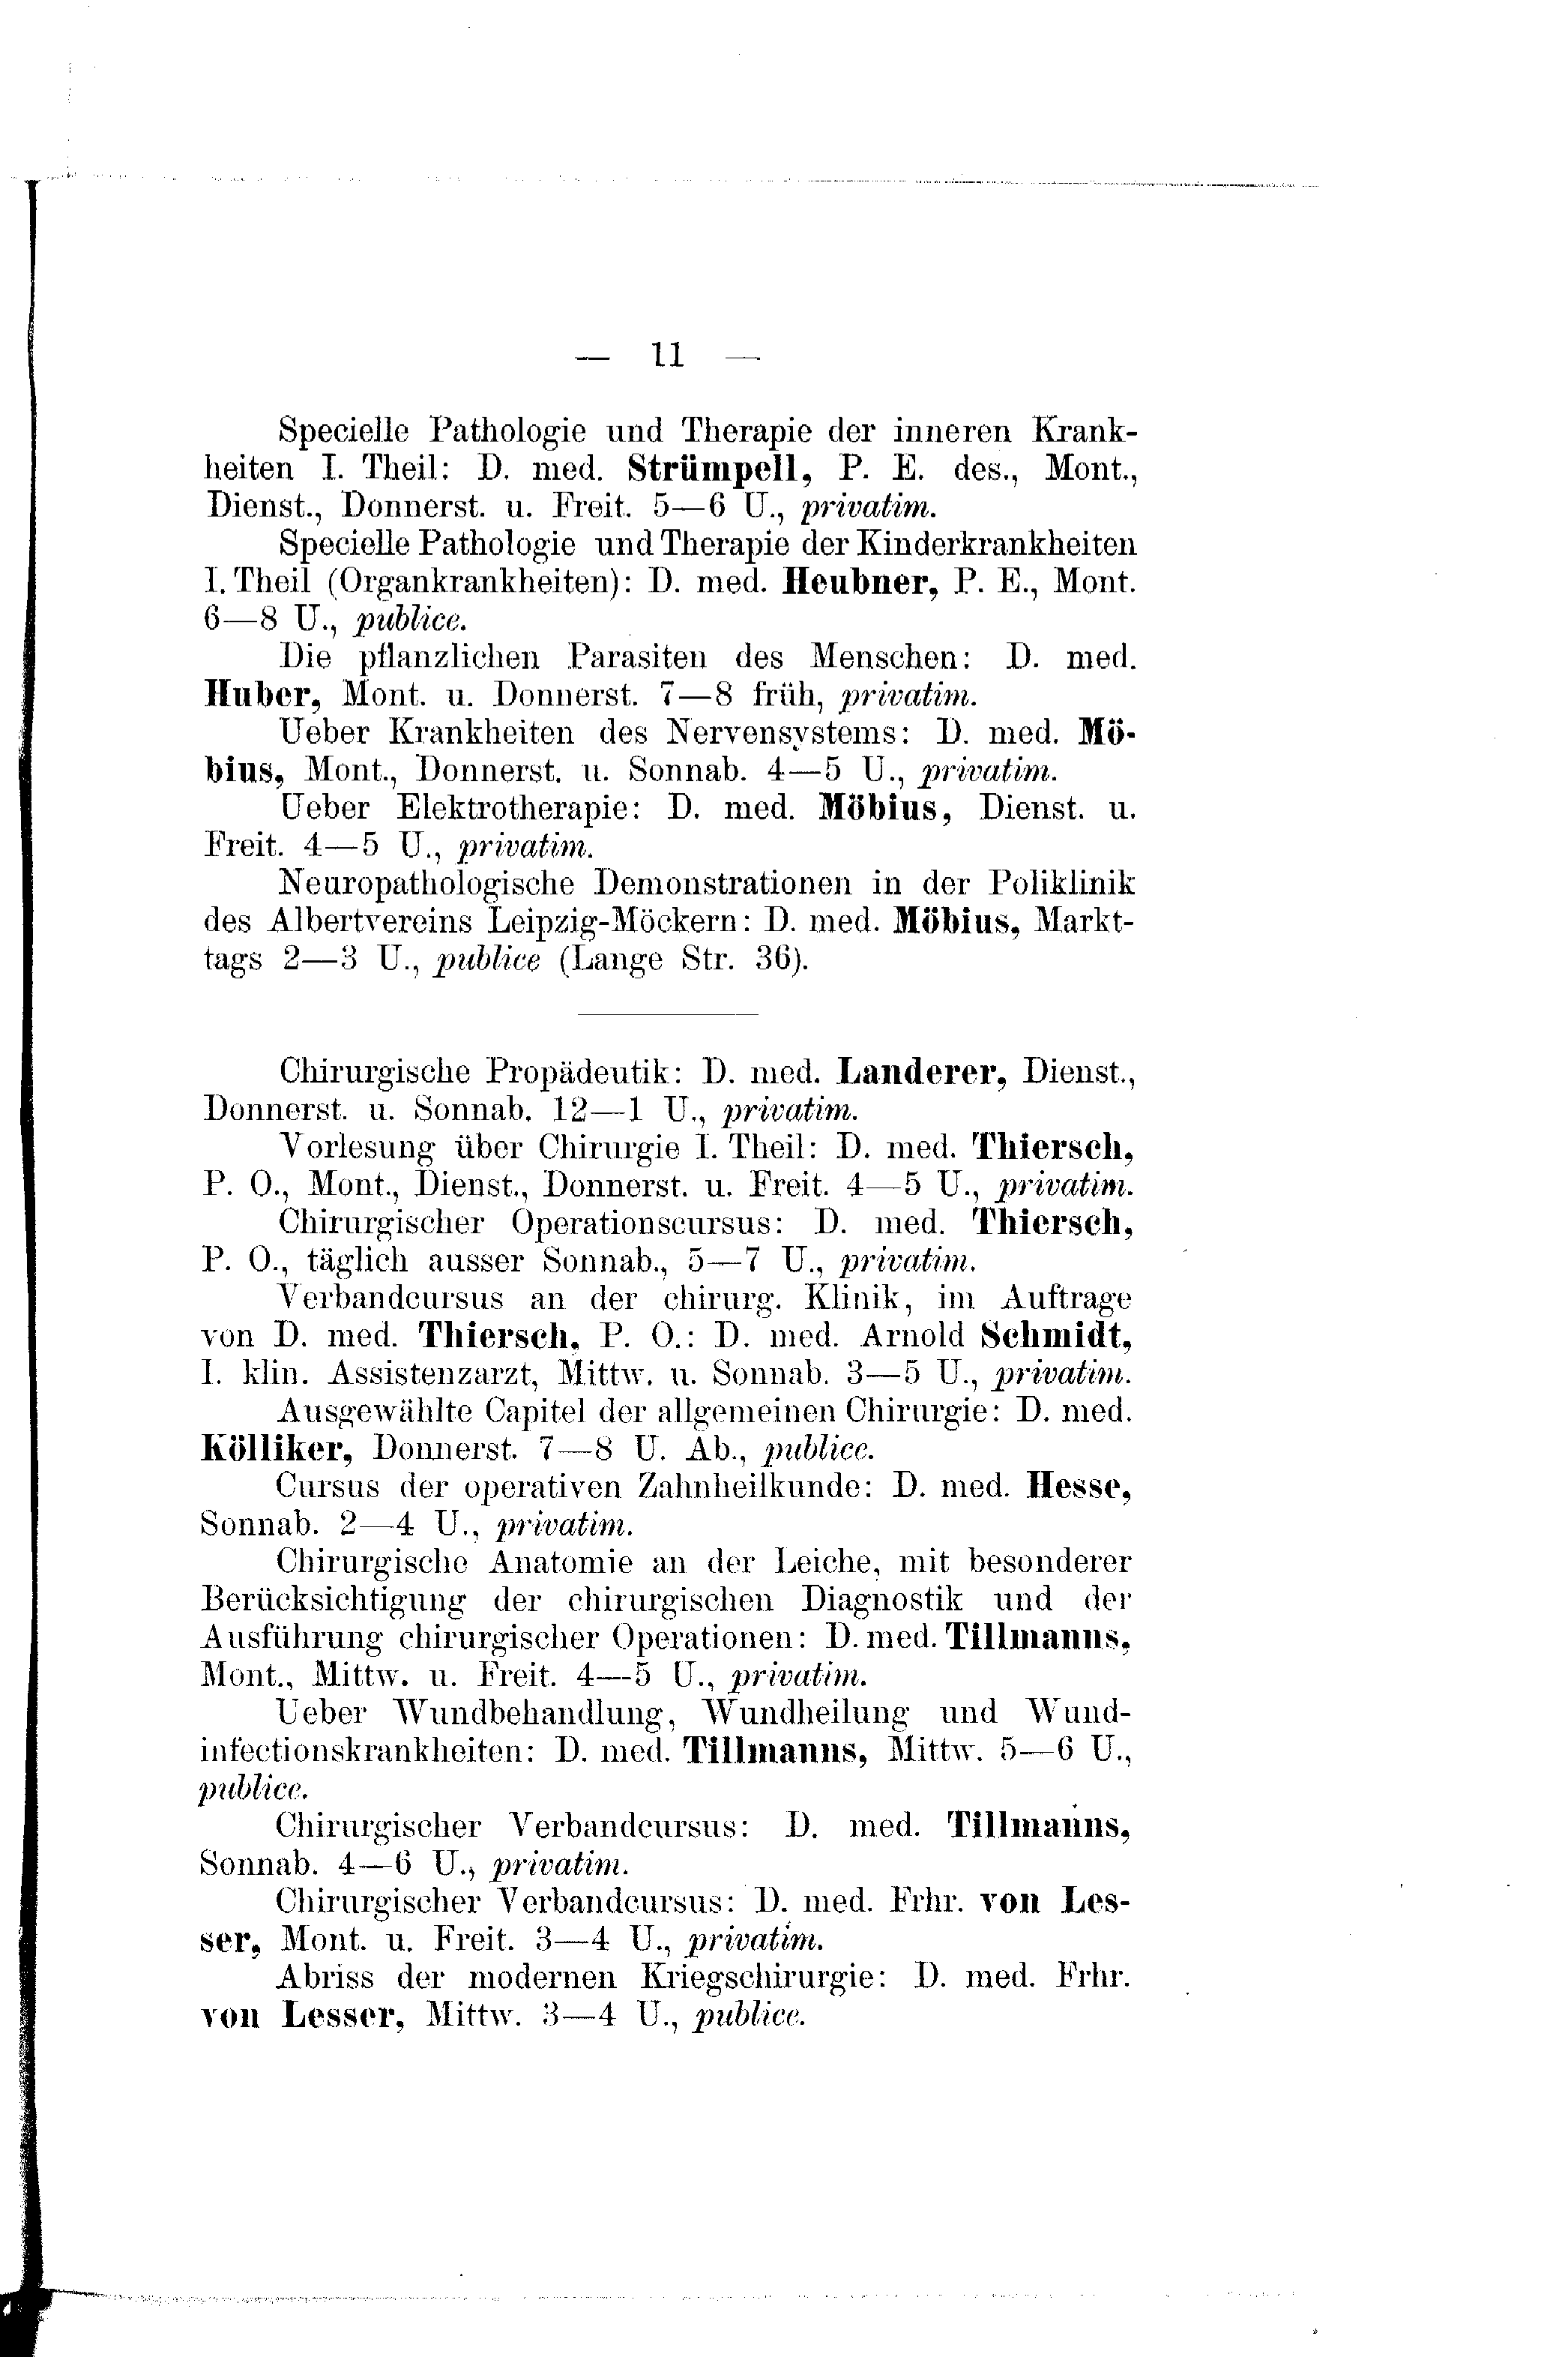 — 11 —
Specielle Pathologie und Therapie der inneren Krank-
heiten I. Theil: D. med. Strümpell, P. E. des., Mont.,
Dienst., Donnerst. u. Freit. 5—6 U., privatim.
Specielle Pathologie und Therapie der Kinderkrankheiten
I. Theil (Organkrankheiten): D. med. Heubner, P. E., Mont.
6—8 U., publice.
Die pflanzlichen Parasiten des Menschen: D. med.
Huber, Mont. u. Donnerst. 7—8 früh, privatim.
Ueber Krankheiten des Nervensystems: D. med. Mö-
bius, Mont., Donnerst. u. Sonnab. 4—5 U., privatim.
Ueber Elektrotherapie: D. med. Möbius, Dienst. u.
Freit. 4—5 U., privatim.
Neuropathologische Demonstrationen in der Poliklinik
des Albertvereins Leipzig-Möckern: D. med. Möbius, Markt-
tags 2—3 U., publice (Lange Str. 36).
Chirurgische Propädeutik: D. med. Landerer, Dienst.,
Donnerst. u. Sonnab. 12—1 U., privatim.
Vorlesung über Chirurgie I. Theil: D. med. Thiersch,
P. O., Mont., Dienst., Donnerst. u. Freit. 4—5 U., privatim.
Chirurgischer Operationscursus: D. med. Thiersch,
P. O., täglich ausser Sonnab., 5—7 U., privatim.
Verbandcursus an der chirurg. Klinik, im Auftrage
von D. med. Thiersch, P. O.: D. med. Arnold Schmidt,
I. klin. Assistenzarzt, Mittw. u. Sonnab. 3—5 U., privatim.
Ausgewählte Capitel der allgemeinen Chirurgie: D. med.
Kölliker, Donnerst. 7—8 U. Ab., publice.
Cursus der operativen Zahnheilkunde: D. med. Hesse,
Sonnab. 2—4 U., privatim.
Chirurgische Anatomie an der Leiche, mit besonderer
Berücksichtigung der chirurgischen Diagnostik und der
Ausführung chirurgischer Operationen: D. med. Tillmanns,
Mont., Mittw. u. Freit. 4—5 U., privatim.
Ueber Wundbehandlung, Wundheilung und Wund-
infectionskrankheiten: D. med. Tillmanns, Mittw. 5—6 U.,
publice.
Chirurgischer Verbandcursus: D. med. Tillmanns,
Sonnab. 4—6 U., privatim.
Chirurgischer Verbandcursus: D. med. Frhr. von Les-
ser, Mont. u. Freit. 3—4 U., privatim.
Abriss der modernen Kriegschirurgie: D. med. Frhr.
von Lesser, Mittw. 3—4 U., publice.